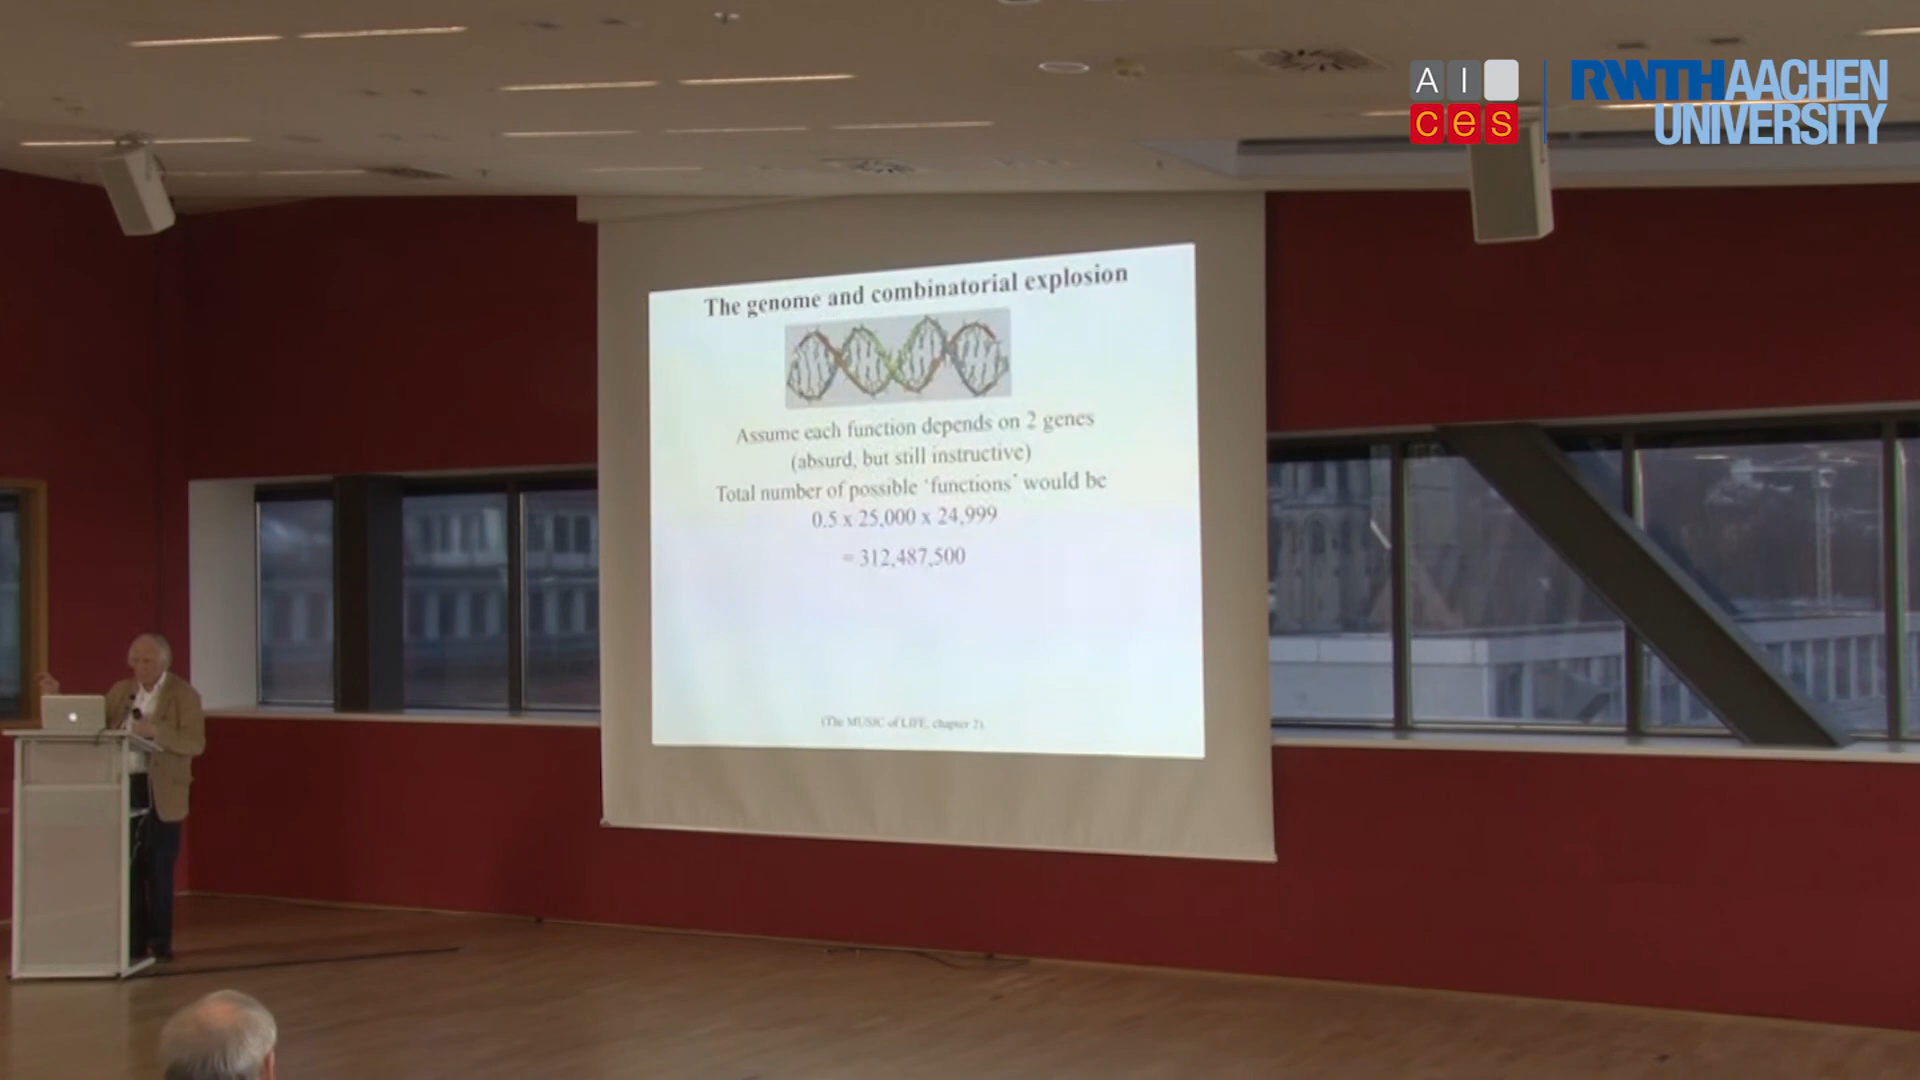 AI
ces
RWTHAACHEN
UNIVERSITY
The genome and combinatorial explosion
Assume each function depends on 2 genes
(absurd, but still instructive)
Total number of possible ‘functions’ would be
0.5 x 25,000 x 24,999
= 312,487,500
(The MUSIC of LIFE, chapter 2).